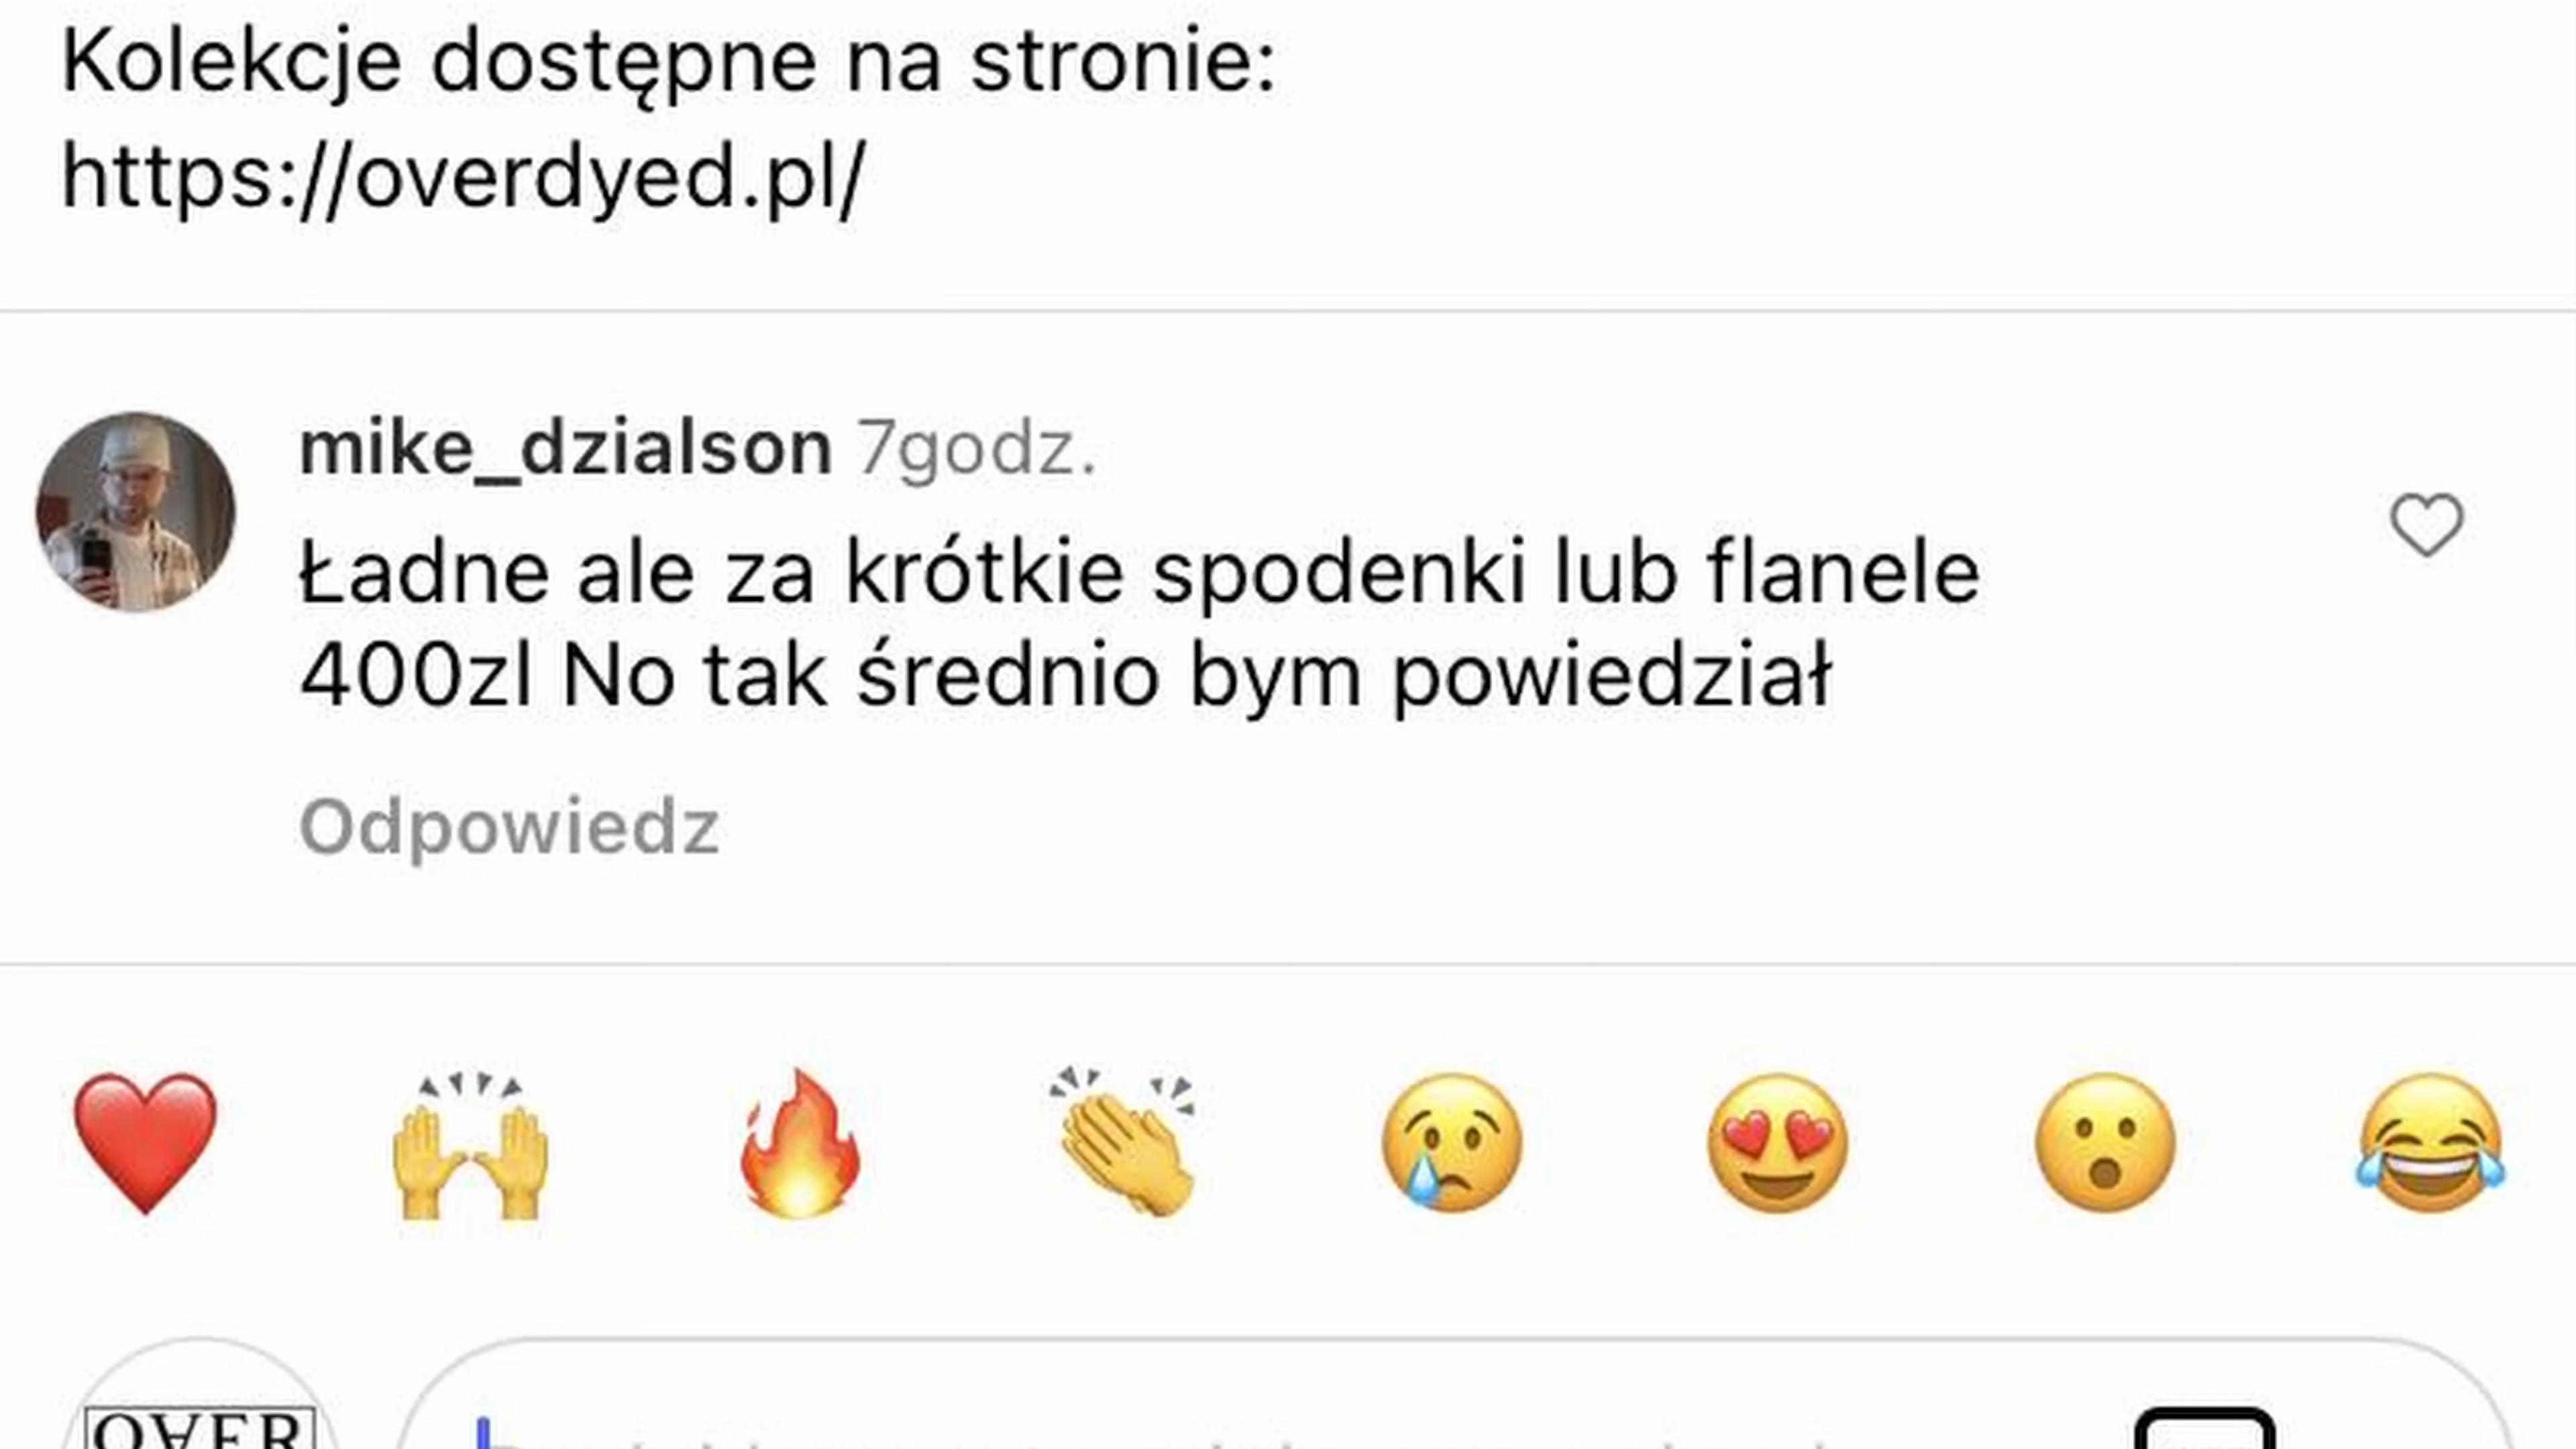 Kolekcje dostępne na stronie:
https://overdyed.pl/
mike_dzialson 7godz.
Ładne ale za krótkie spodenki lub flanele
400zl No tak średnio bym powiedział
Odpowiedz
OVER